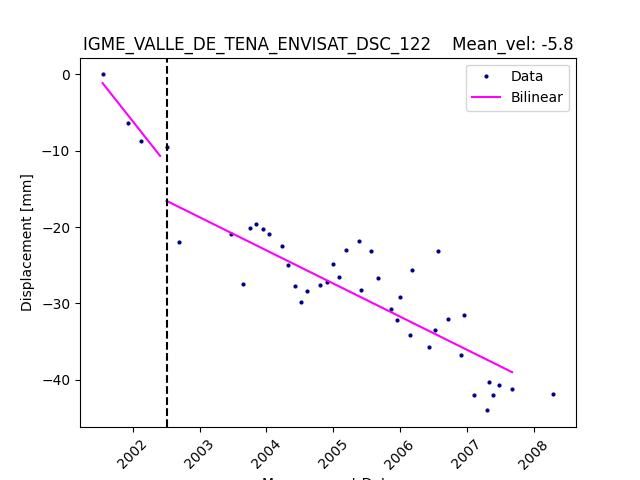 IGME_VALLE_DE_TENA_ENVISAT_DSC_122 Mean_vel: -5.8
Data
Bilinear
Displacement [mm]
0
−10
−20
−30
−40
2002 2003 2004 2005 2006 2007 2008